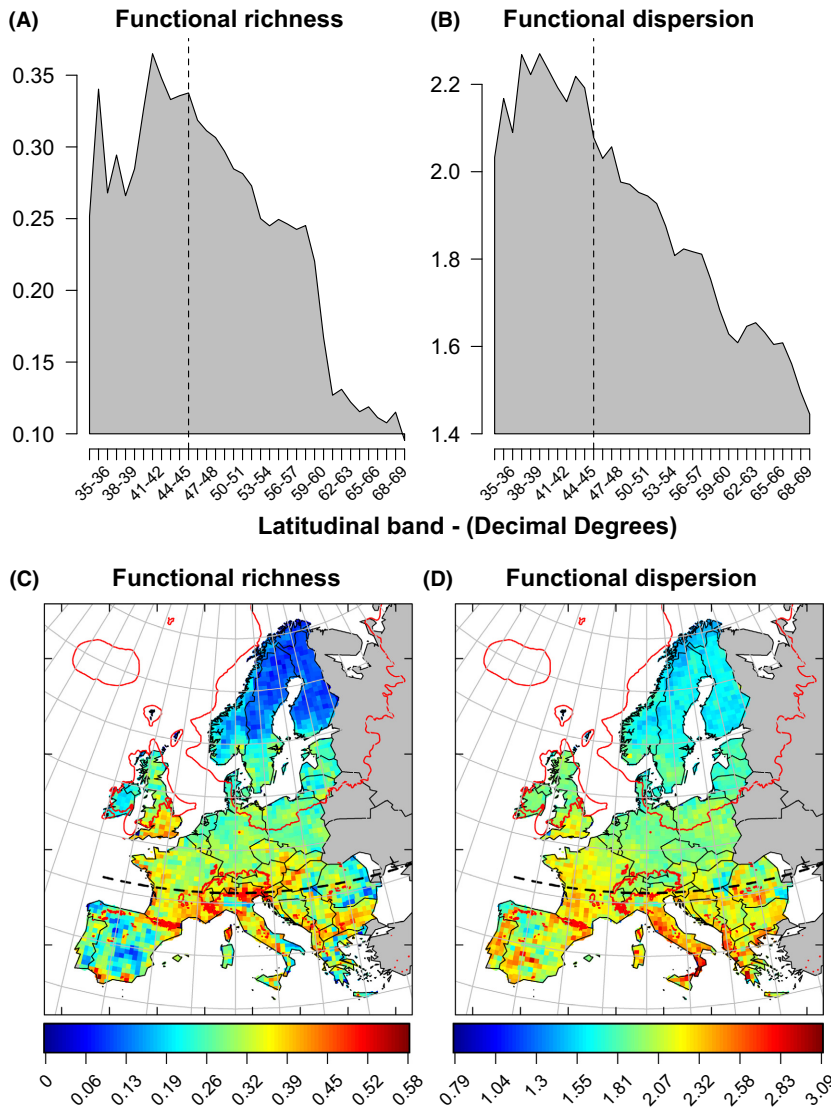 (A) Functional richness
(B) Functional dispersion
0.35
0.30
0.25
0.20
0.15
0.10
2.2
2.0
1.8
1.6
1.4
35-36 38-39 41-42 44-45 47-48 50-51 53-54 56-57 59-60 62-63 65-66 68-69
35-36 38-39 41-42 44-45 47-48 50-51 53-54 56-57 59-60 62-63 65-66 68-69
Latitudinal band - (Decimal Degrees)
(C) Functional richness
(D) Functional dispersion
0 0.06 0.13 0.19 0.26 0.32 0.39 0.45 0.52 0.58
0.79 1.04 1.3 1.55 1.81 2.07 2.32 2.58 2.83 3.09